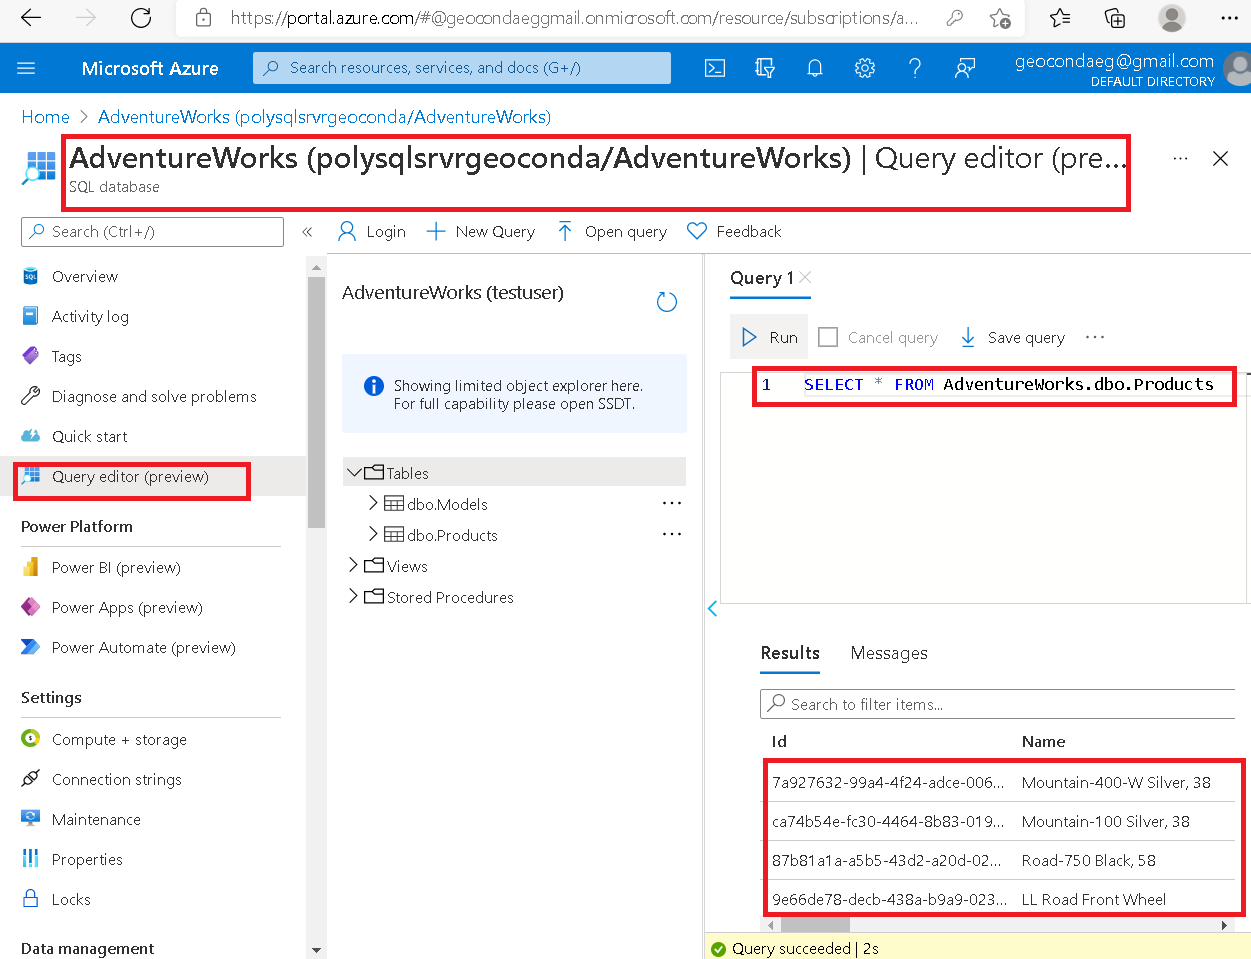 https://portal.azure.com/#@geocondaeggmail.onmicrosoft.com/resource/subscriptions/a...
Microsoft Azure
Search resources, services, and docs (G+/)
geocondaeg@gmail.com
DEFAULT DIRECTORY
Home > AdventureWorks (polysqlsrvrgeoconda/AdventureWorks)
AdventureWorks (polysqlsrvrgeoconda/AdventureWorks) | Query editor (pre...
SQL database
Search (Ctrl+/)
Overview
Activity log
Tags
Diagnose and solve problems
Quick start
Query editor (preview)
Power Platform
Power BI (preview)
Power Apps (preview)
Power Automate (preview)
Settings
Compute + storage
Connection strings
Maintenance
Properties
Locks
Data management
Login
New Query
Open query
Feedback
AdventureWorks (testuser)
Showing limited object explorer here.
For full capability please open SSDT.
Tables
dbo.Models
dbo.Products
Views
Stored Procedures
Query 1
Run
Cancel query
Save query
1 SELECT * FROM AdventureWorks.dbo.Products
Results Messages
Search to filter items...
Id Name
7a927632-99a4-4f24-adce-006... Mountain-400-W Silver, 38
ca74b54e-fc30-4464-8b83-019... Mountain-100 Silver, 38
87b81a1a-a5b5-43d2-a20d-02... Road-750 Black, 58
9e66de78-decb-438a-b9a9-023... LL Road Front Wheel
Query succeeded | 2s